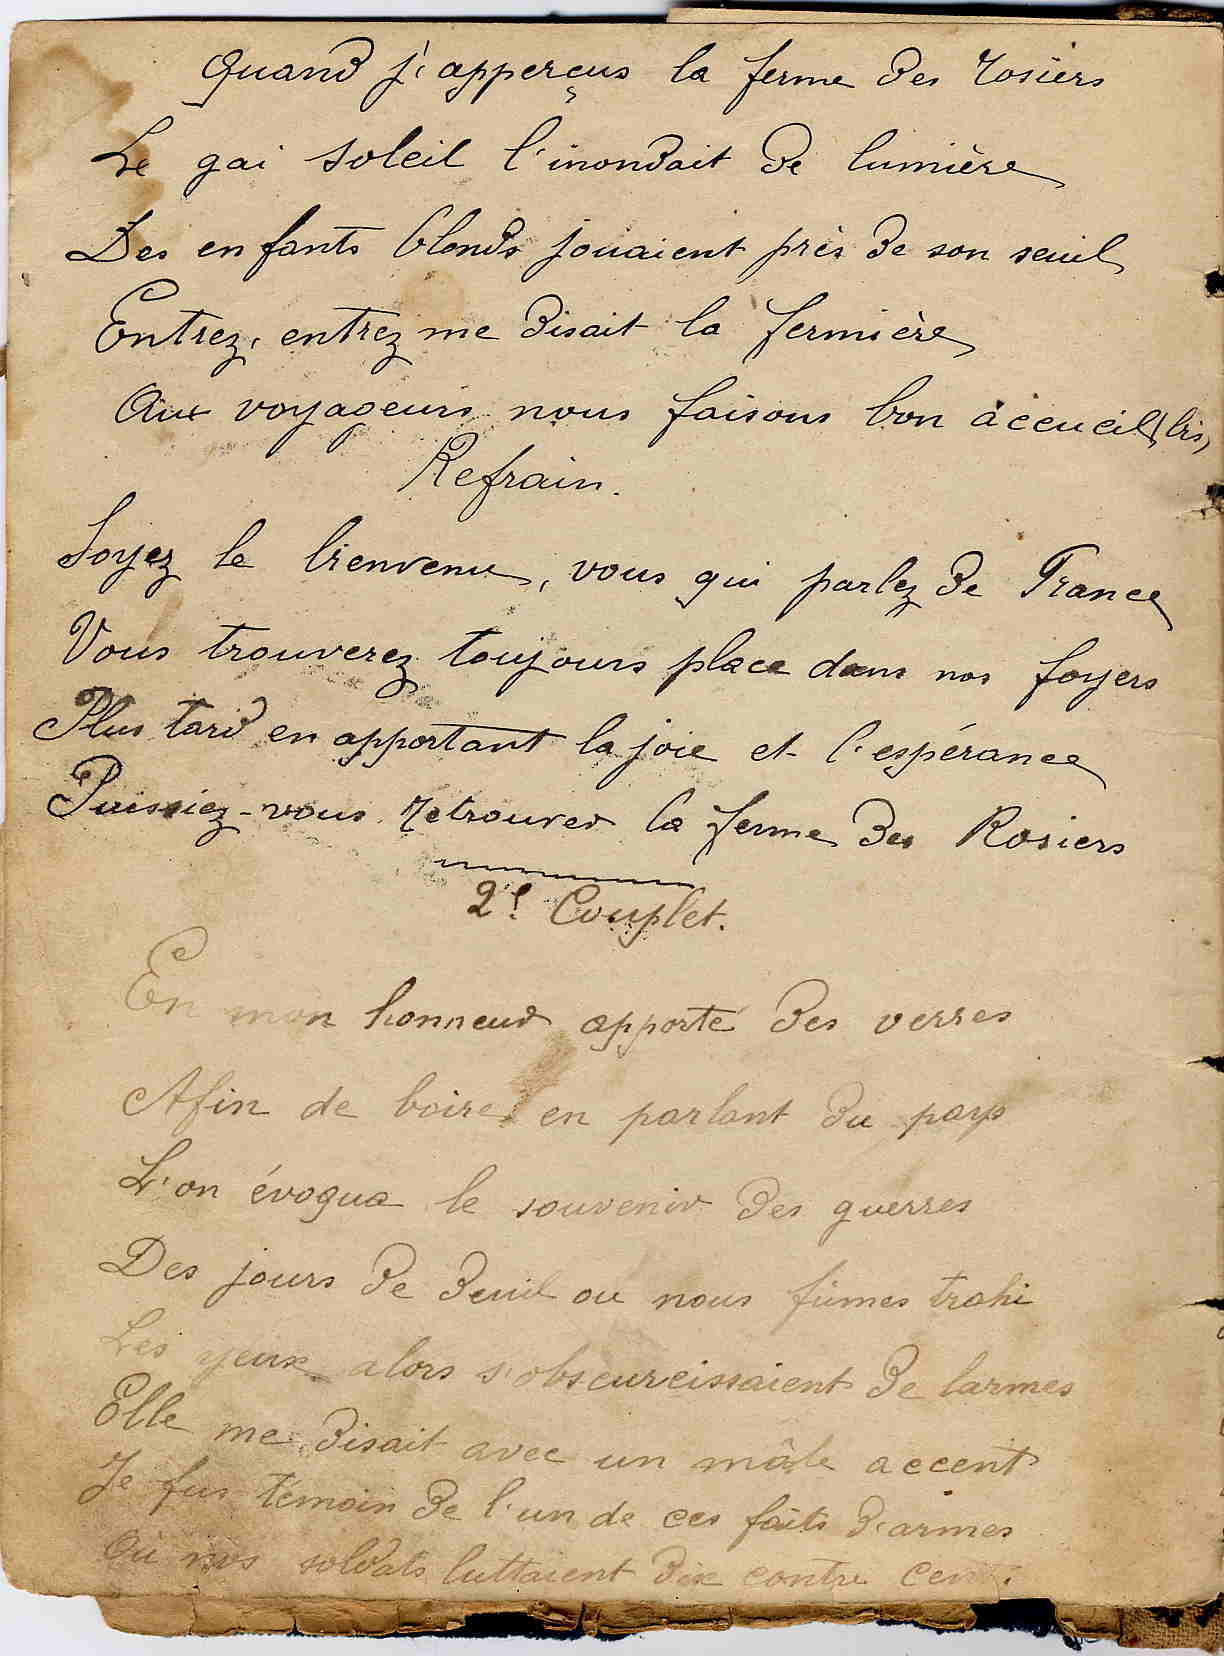 Quand j'apperçus la ferme des rosiers
Le gai soleil l'inondait de lumière
Des enfants blonds jouaient près de son seuil
Entrez, entrez me disait la fermière
Aux voyageurs nous faisons bon accueil (bis)
Refrain.
Soyez le bienvenu, vous qui parlez de France
Vous trouverez toujours place dans nos foyers
Plus tard en apportant la joie et l'espérance
Puissiez-vous retrouver la ferme des Rosiers
2e Couplet.
En mon honneur apporté des verres
Afin de boire en parlant du pays
L'on évoqua le souvenir des guerres
Des jours de deuil ou nous fûmes trahi
Les yeux alors s'obscurcissaient de larmes
Elle me disait avec un mâle accent
Je fus témoin de l'un de ces faits d'armes
Où nos soldats luttaient dix contre cent.